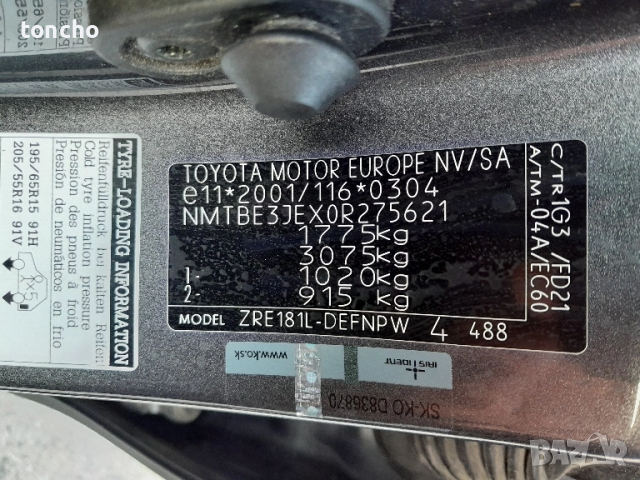 toncho
TOYOTA MOTOR EUROPE NV/SA
e11*2001/116*0304
NMTBE3JEX0R275621
1775kg
3075kg
1- 1020kg
2- 915 kg
MODEL ZRE181L-DEFNPW 4 488
C/TR1G3 /FD21
A/TM-04A/EC60
TYRE-LOADING INFORMATION
Reifenfülldruck bei kalten Reifen
Cold tyre inflation pressure
Pression des pneus à froid
Presión de neumáticos en frío
195/65R15 91H
205/55R16 91V
x5
www.ko.sk
IRIS IDENT
SK-KO D836870
BAZAR